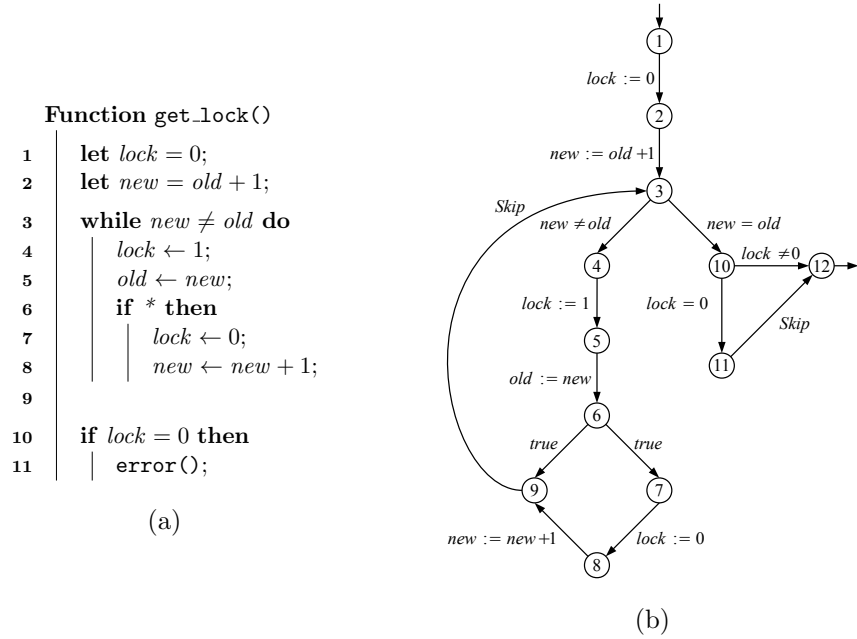 Function get_lock()
1 let lock = 0;
2 let new = old + 1;
3 while new ≠ old do
4 lock ← 1;
5 old ← new;
6 if * then
7 lock ← 0;
8 new ← new + 1;
9
10 if lock = 0 then
11 error();
(a)
1
lock := 0
2
new := old+1
3
Skip
new ≠ old
new = old
4
10
lock ≠0
12
lock := 1
lock = 0
Skip
5
11
old := new
6
true
true
9
7
new := new+1
lock := 0
8
(b)